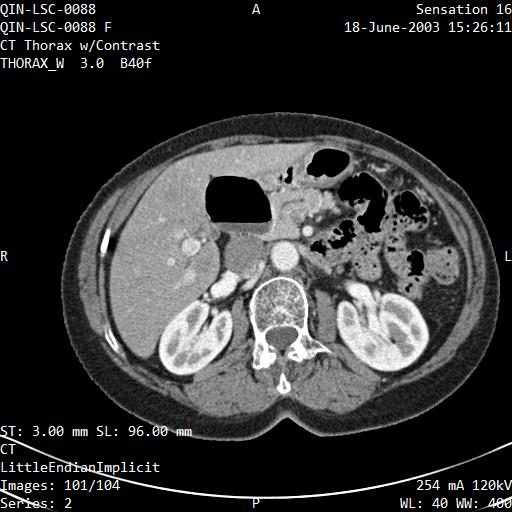 QIN-LSC-0088
A
Sensation 16
QIN-LSC-0088 F
18-June-2003 15:26:11
CT Thorax w/Contrast
THORAX_W 3.0 B40f
R
L
ST: 3.00 mm SL: 96.00 mm
CT
LittleEndianImplicit
Images: 101/104
254 mA 120kV
Series: 2
P
WL: 40 WW: 400